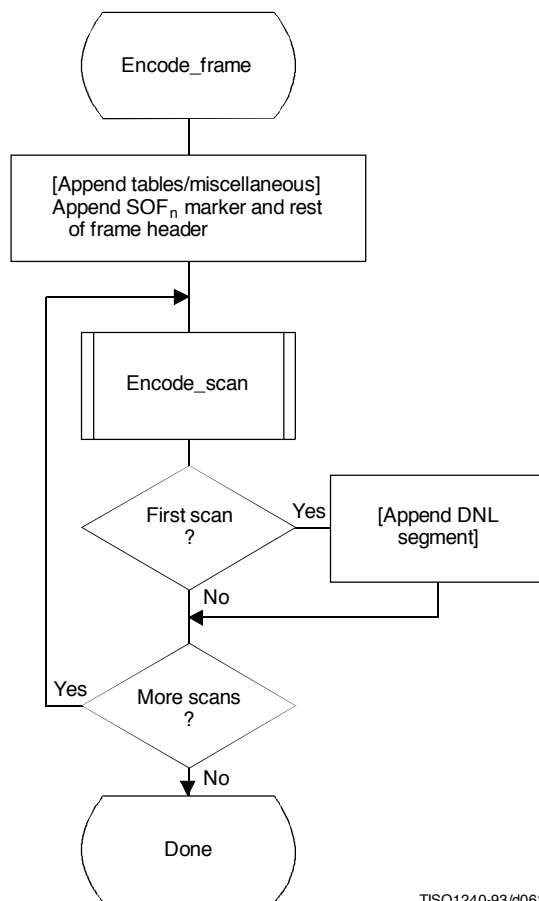 Encode_frame
[Append tables/miscellaneous]
Append SOFn marker and rest
of frame header
Encode_scan
First scan
?
Yes
[Append DNL
segment]
No
More scans
?
Yes
No
Done